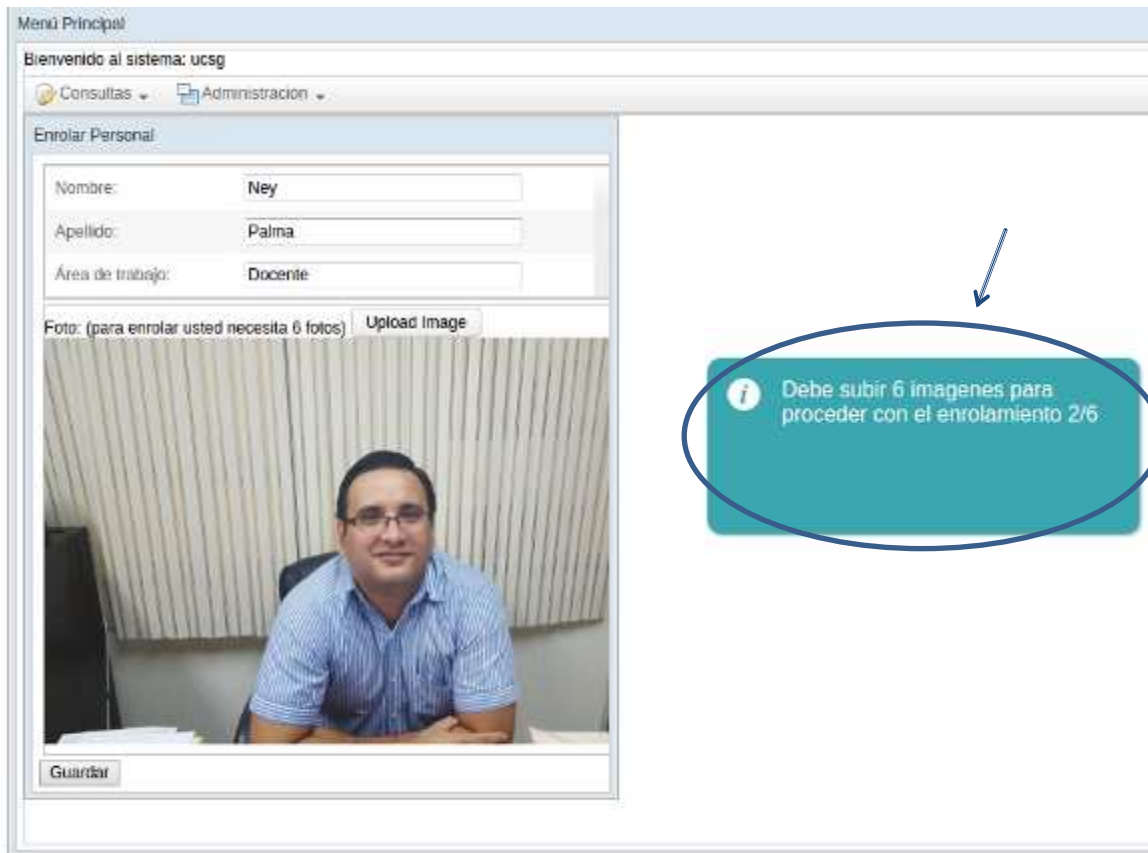 Menú Principal
Bienvenido al sistema: ucsg
Consultas Administracion
Enrolar Personal
Nombre: Ney
Apellido: Palma
Área de trabajo: Docente
Foto: (para enrolar usted necesita 6 fotos) Upload Image
i Debe subir 6 imagenes para
proceder con el enrolamiento 2/6
Guardar